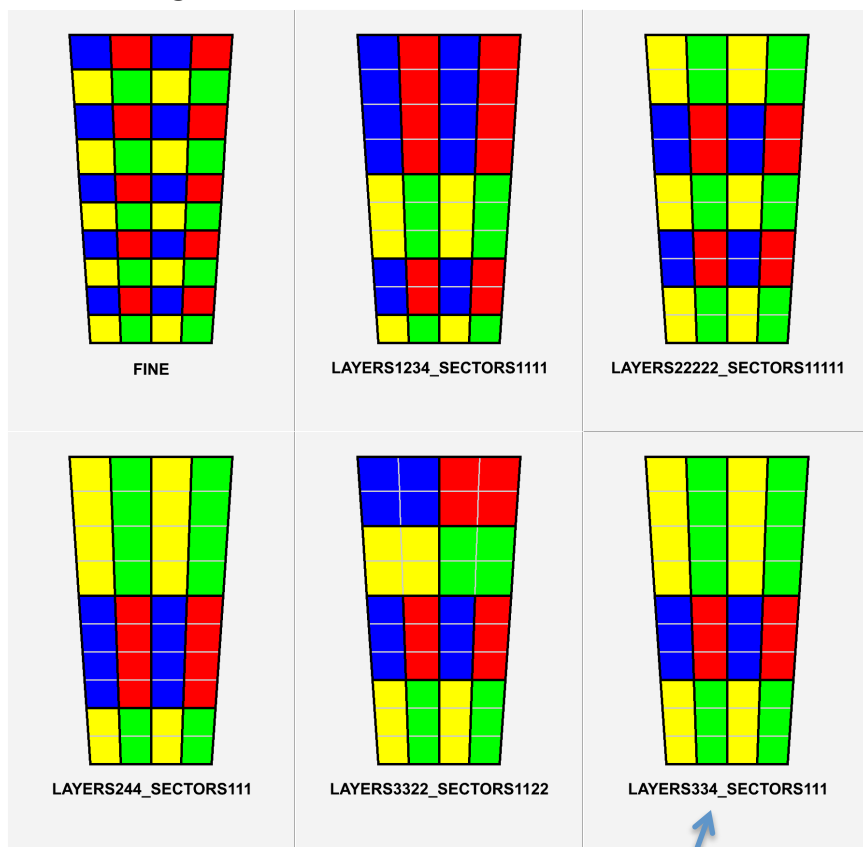 FINE
LAYERS1234_SECTORS1111
LAYERS22222_SECTORS11111
LAYERS244_SECTORS111
LAYERS3322_SECTORS1122
LAYERS334_SECTORS111